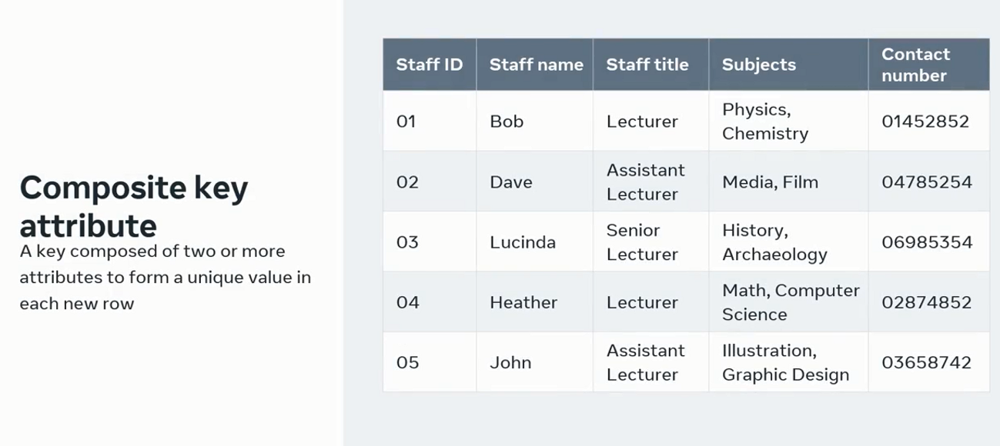 Composite key
attribute
A key composed of two or more
attributes to form a unique value in
each new row
Staff ID Staff name Staff title Subjects Contact number
01 Bob Lecturer Physics, Chemistry 01452852
02 Dave Assistant Lecturer Media, Film 04785254
03 Lucinda Senior Lecturer History, Archaeology 06985354
04 Heather Lecturer Math, Computer Science 02874852
05 John Assistant Lecturer Illustration, Graphic Design 03658742